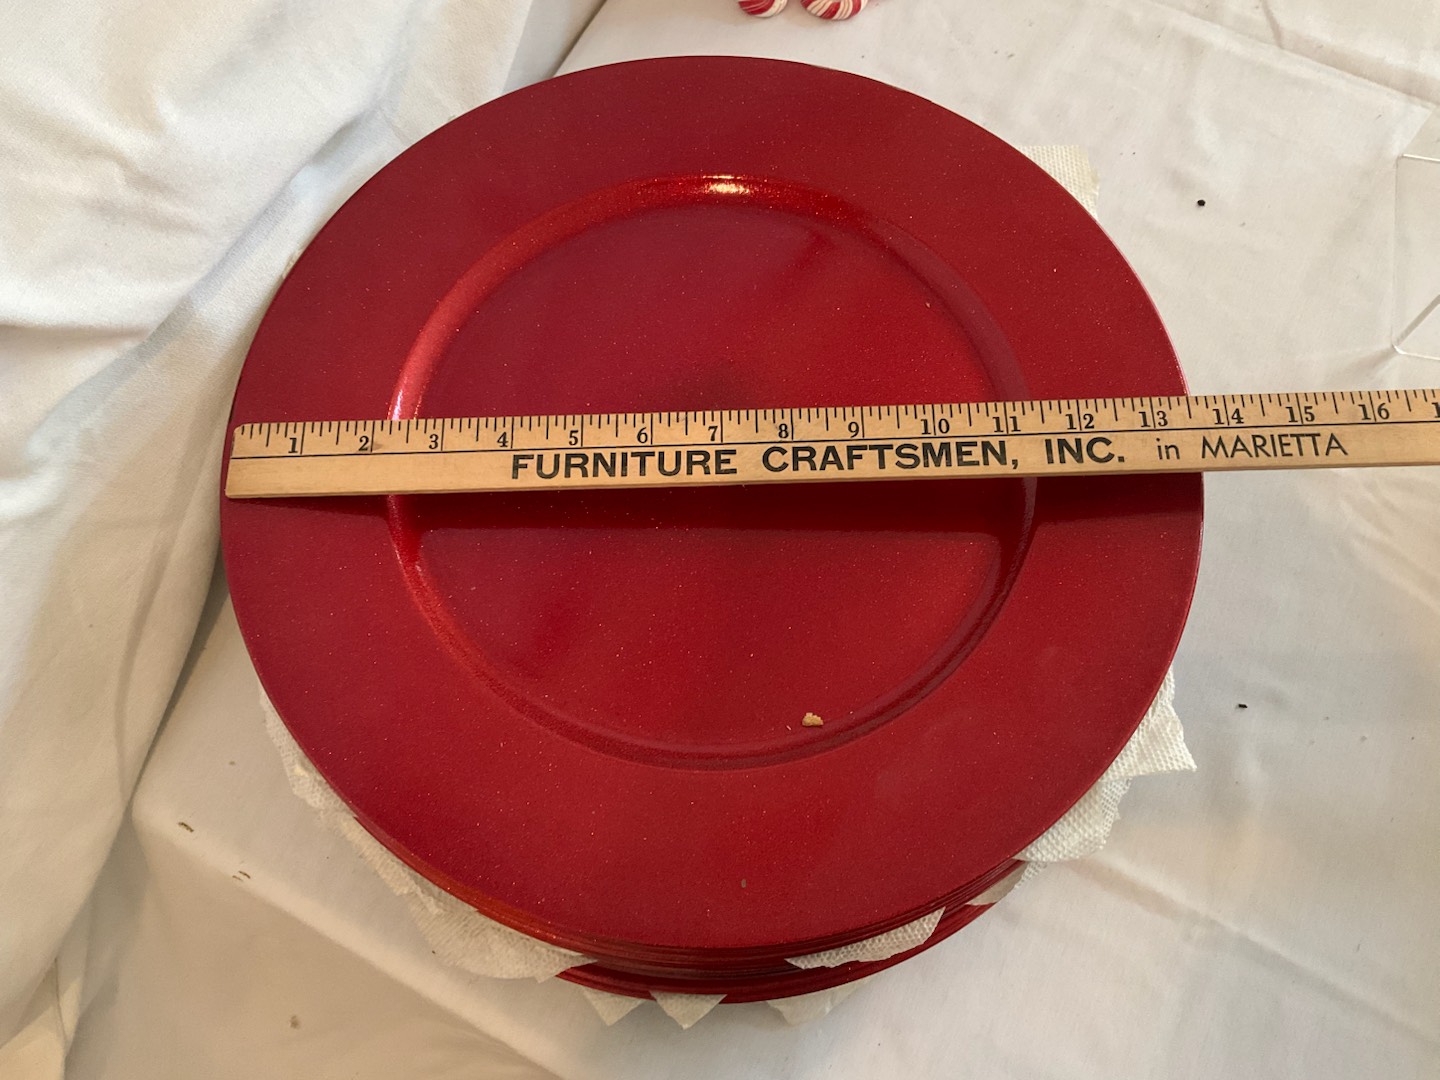 1 2 3 4 5 6 7 8 9 10 11 12 13 14 15 16
FURNITURE CRAFTSMEN, INC. in MARIETTA